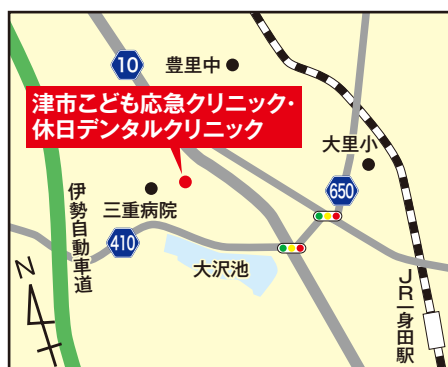 10
豊里中
津市こども応急クリニック・
休日デンタルクリニック
大里小
650
三重病院
伊勢自動車道
410
大沢池
N
JR一身田駅